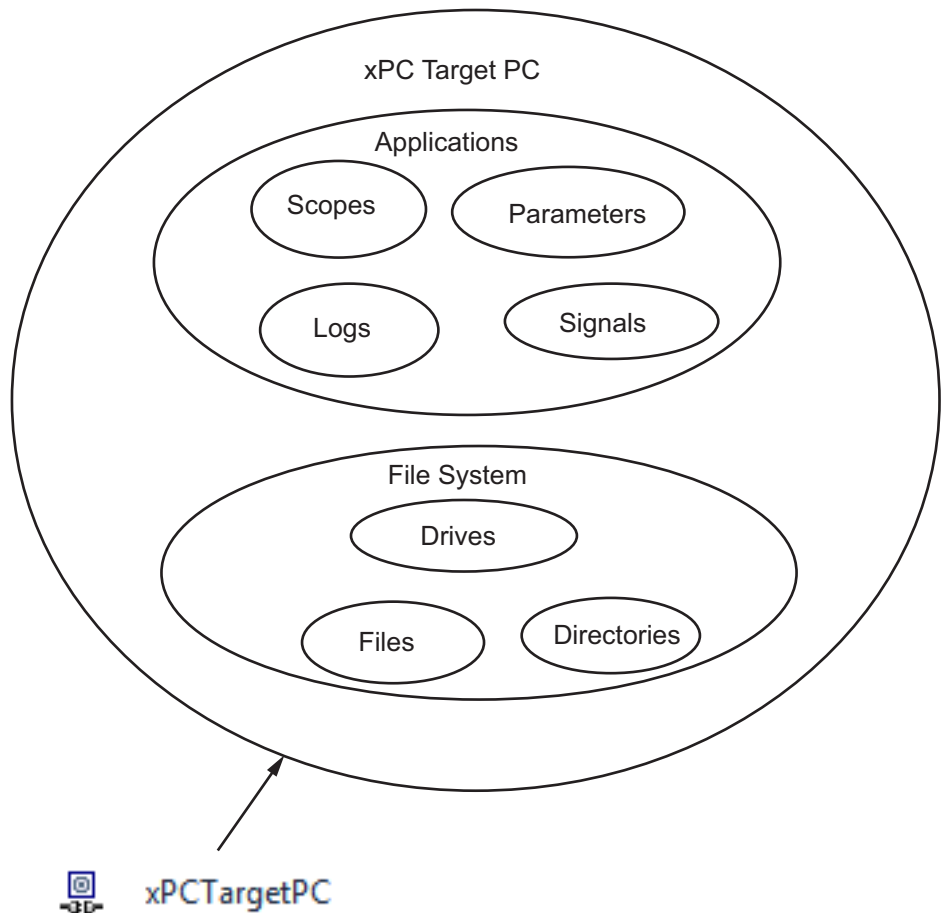 xPC Target PC
Applications
Scopes
Parameters
Logs
Signals
File System
Drives
Files
Directories
xPCTargetPC